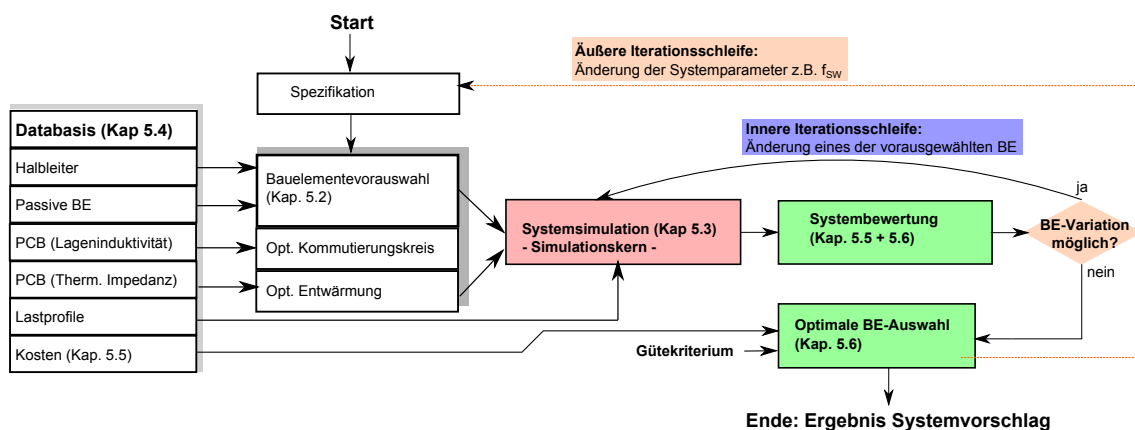 Start
Äußere Iterationsschleife:
Änderung der Systemparameter z.B. fSW
Spezifikation
Databasis (Kap 5.4)
Halbleiter
Passive BE
PCB (Lageninduktivität)
PCB (Therm. Impedanz)
Lastprofile
Kosten (Kap. 5.5)
Bauelementevorauswahl
(Kap. 5.2)
Opt. Kommutierungskreis
Opt. Entwärmung
Innere Iterationsschleife:
Änderung eines der vorausgewählten BE
Systemsimulation (Kap 5.3)
- Simulationskern -
Systembewertung
(Kap. 5.5 + 5.6)
ja
BE-Variation
möglich?
nein
Optimale BE-Auswahl
(Kap. 5.6)
Gütekriterium
Ende: Ergebnis Systemvorschlag